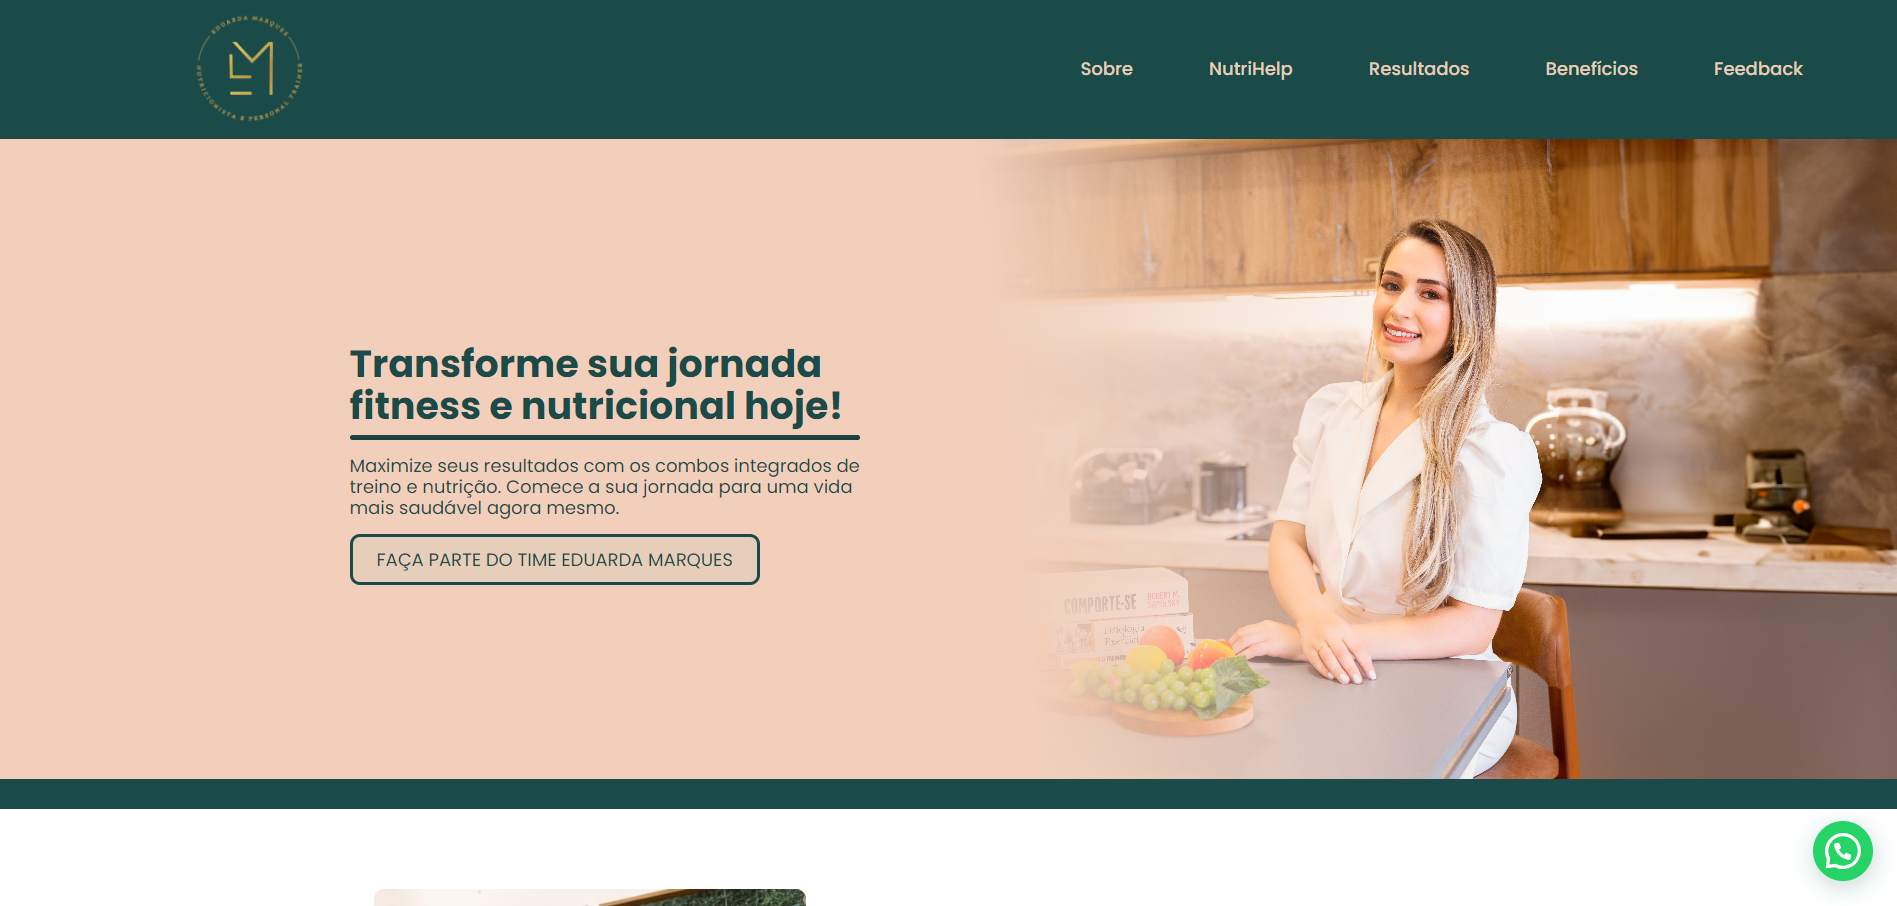 EDUARDA MARQUES
NUTRICIONISTA E PERSONAL TRAINER
Sobre
NutriHelp
Resultados
Benefícios
Feedback
Transforme sua jornada
fitness e nutricional hoje!
Maximize seus resultados com os combos integrados de
treino e nutrição. Comece a sua jornada para uma vida
mais saudável agora mesmo.
FAÇA PARTE DO TIME EDUARDA MARQUES
COMPORTE-SE
ROBERT M.
SAPOLSKY